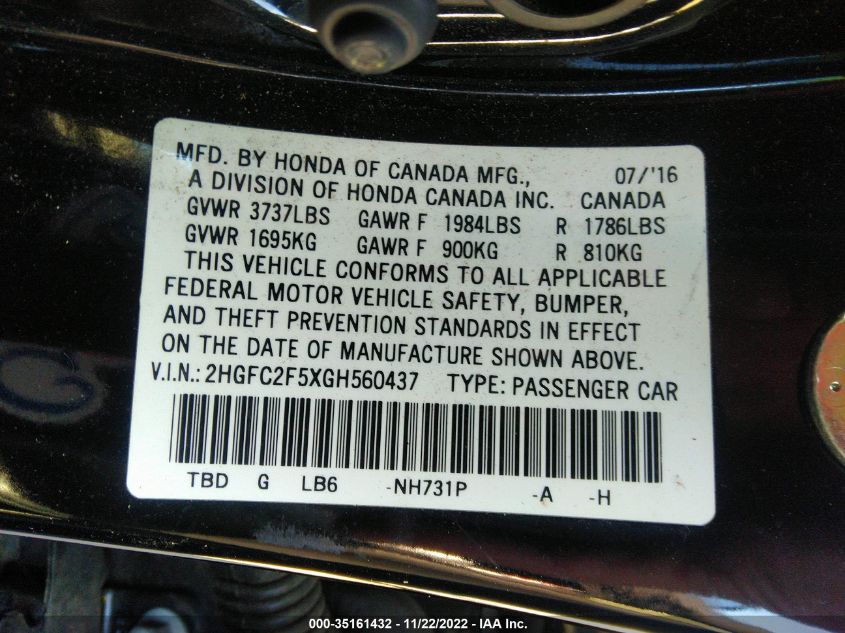 MFD. BY HONDA OF CANADA MFG., 07/'16
A DIVISION OF HONDA CANADA INC. CANADA
GVWR 3737LBS GAWR F 1984LBS R 1786LBS
GVWR 1695KG GAWR F 900KG R 810KG
THIS VEHICLE CONFORMS TO ALL APPLICABLE
FEDERAL MOTOR VEHICLE SAFETY, BUMPER,
AND THEFT PREVENTION STANDARDS IN EFFECT
ON THE DATE OF MANUFACTURE SHOWN ABOVE.
V.I.N.: 2HGFC2F5XGH560437 TYPE: PASSENGER CAR
TBD G LB6 -NH731P -A -H
000-35161432 - 11/22/2022 - IAA Inc.